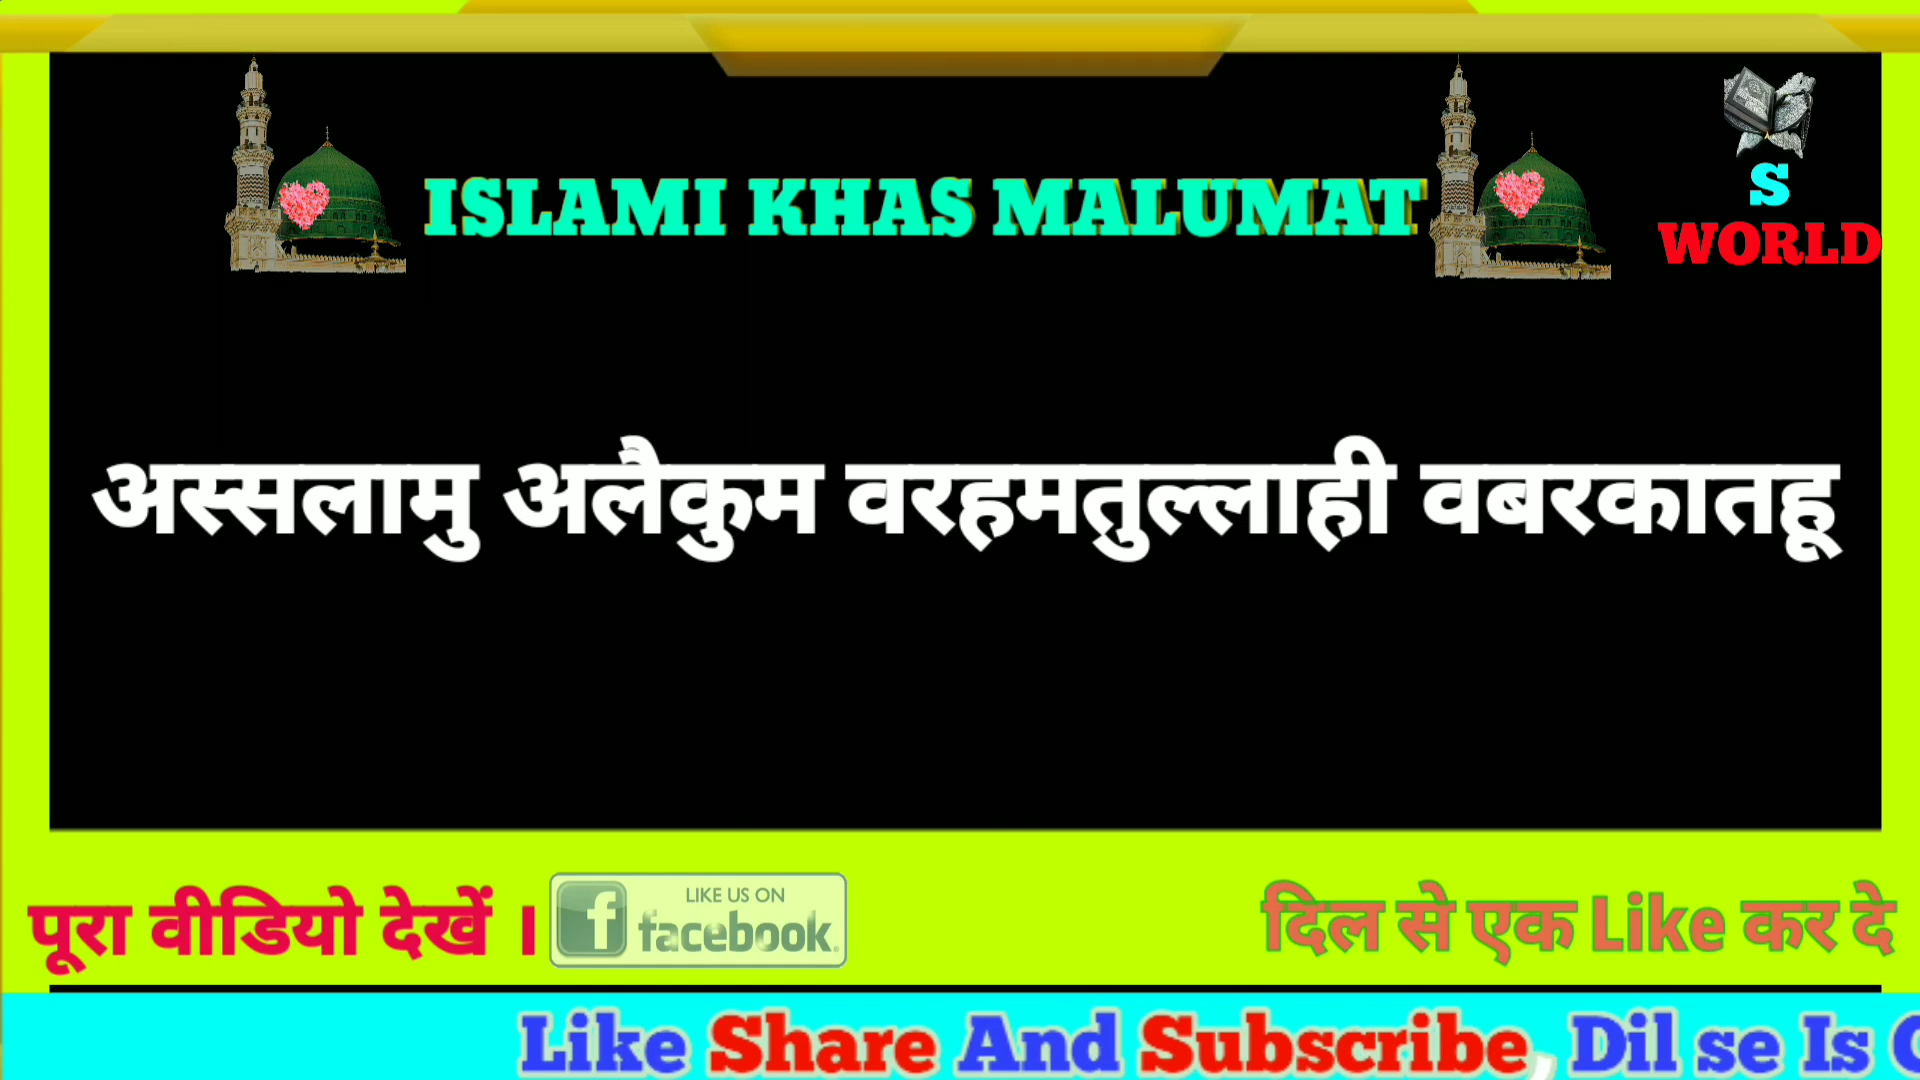 ISLAMI KHAS MALUMAT
S
WORLD
अस्सलामु अलैकुम वरहमतुल्लाही वबरकातहू
पूरा वीडियो देखें ।
LIKE US ON
facebook.
दिल से एक Like कर दे
Like Share And Subscribe, Dil se Is